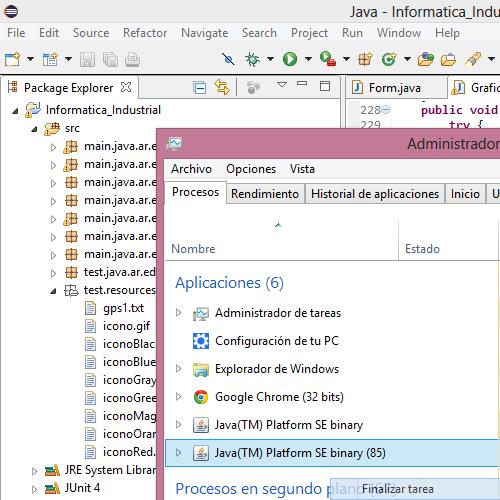 Java - Informatica_Indu
File Edit Source Refactor Navigate Search Project Run Window Help
Package Explorer
Form.java
Grafic
Informatica_Industrial
src
main.java.ar.e
main.java.ar.e
main.java.ar.e
main.java.ar.e
main.java.ar.e
main.java.ar.e
main.java.ar.e
test.java.ar.ed
test.resources
gps1.txt
icono.gif
iconoBlac
iconoBlue
iconoGray
iconoGree
iconoMag
iconoOrar
iconoRed.
JRE System Librar
JUnit 4
228 public void
229 try {
Administrador
Archivo Opciones Vista
Procesos Rendimiento Historial de aplicaciones Inicio U
Nombre Estado
Aplicaciones (6)
Administrador de tareas
Configuración de tu PC
Explorador de Windows
Google Chrome (32 bits)
Java(TM) Platform SE binary
Java(TM) Platform SE binary (85)
Procesos en segundo plano
Finalizar tarea